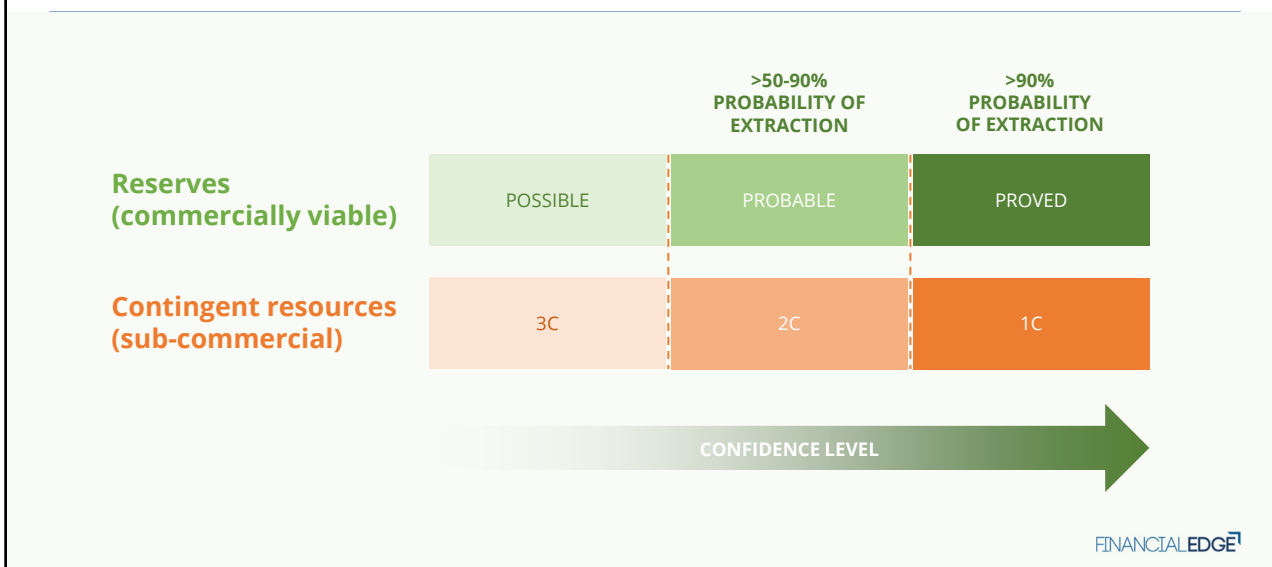 >50-90%
PROBABILITY OF
EXTRACTION
>90%
PROBABILITY
OF EXTRACTION
Reserves
(commercially viable)
POSSIBLE
PROBABLE
PROVED
Contingent resources
(sub-commercial)
3C
2C
1C
CONFIDENCE LEVEL
FINANCIALEDGE